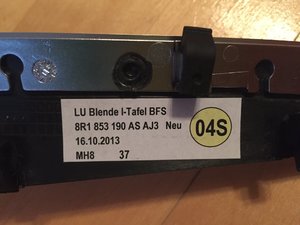 LU Blende I-Tafel BFS
8R1 853 190 AS AJ3 Neu
16.10.2013
MH8 37
04S